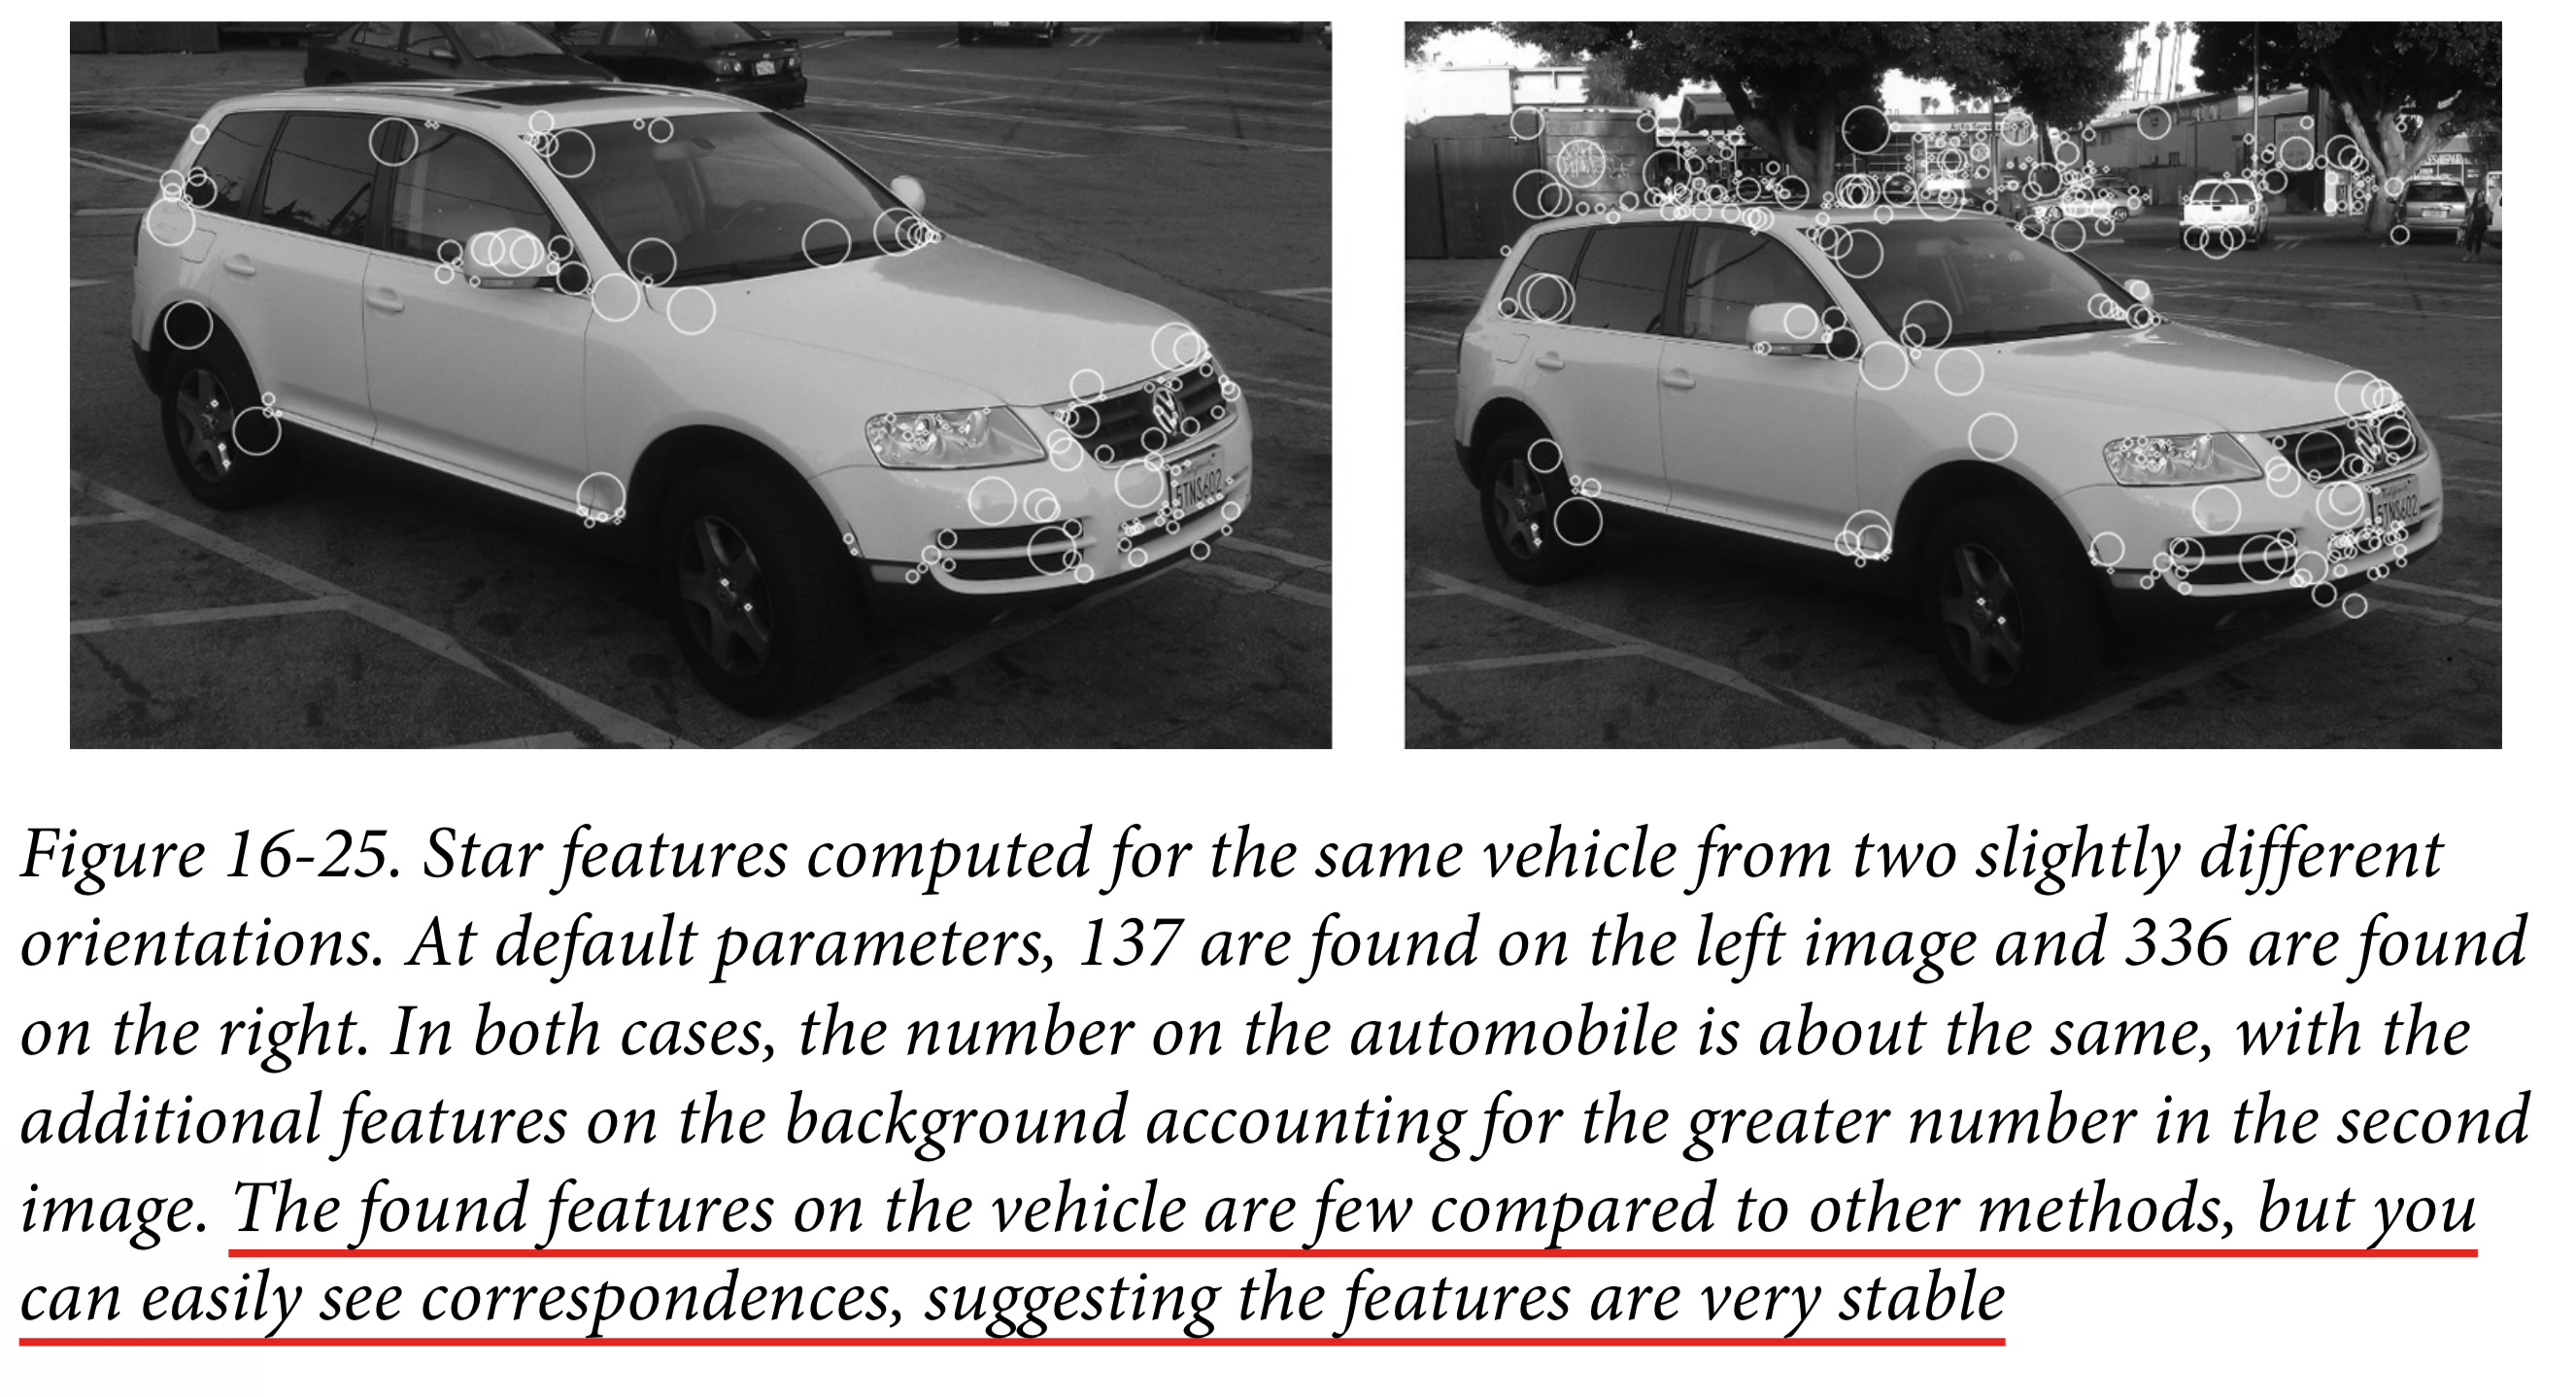 5TNS602
5TNS602
Figure 16-25. Star features computed for the same vehicle from two slightly different
orientations. At default parameters, 137 are found on the left image and 336 are found
on the right. In both cases, the number on the automobile is about the same, with the
additional features on the background accounting for the greater number in the second
image. The found features on the vehicle are few compared to other methods, but you
can easily see correspondences, suggesting the features are very stable